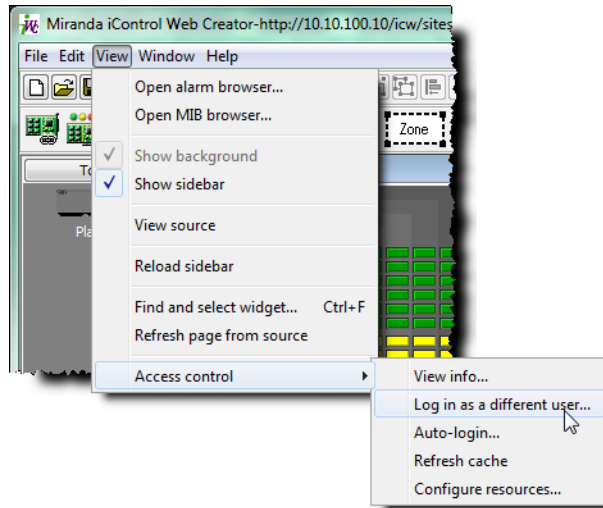 Miranda iControl Web Creator-http://10.10.100.10/icw/sites
File Edit View Window Help
Open alarm browser...
Open MIB browser...
Zone
Show background
Show sidebar
View source
Reload sidebar
Find and select widget... Ctrl+F
Refresh page from source
Access control
View info...
Log in as a different user...
Auto-login...
Refresh cache
Configure resources...